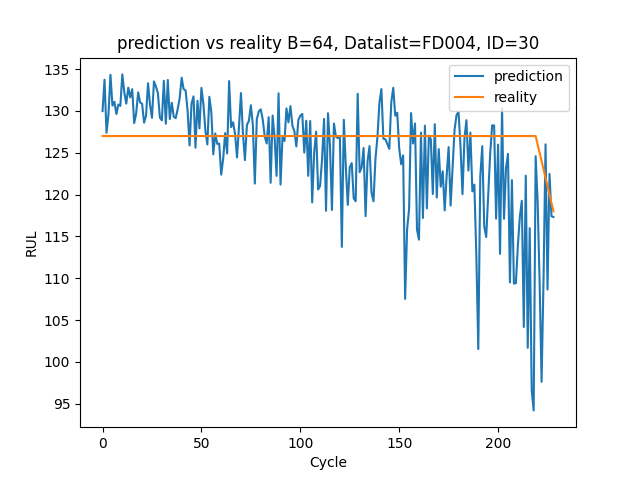 prediction vs reality B=64, Datalist=FD004, ID=30
prediction
reality
RUL
135
130
125
120
115
110
105
100
95
0 50 100 150 200
Cycle